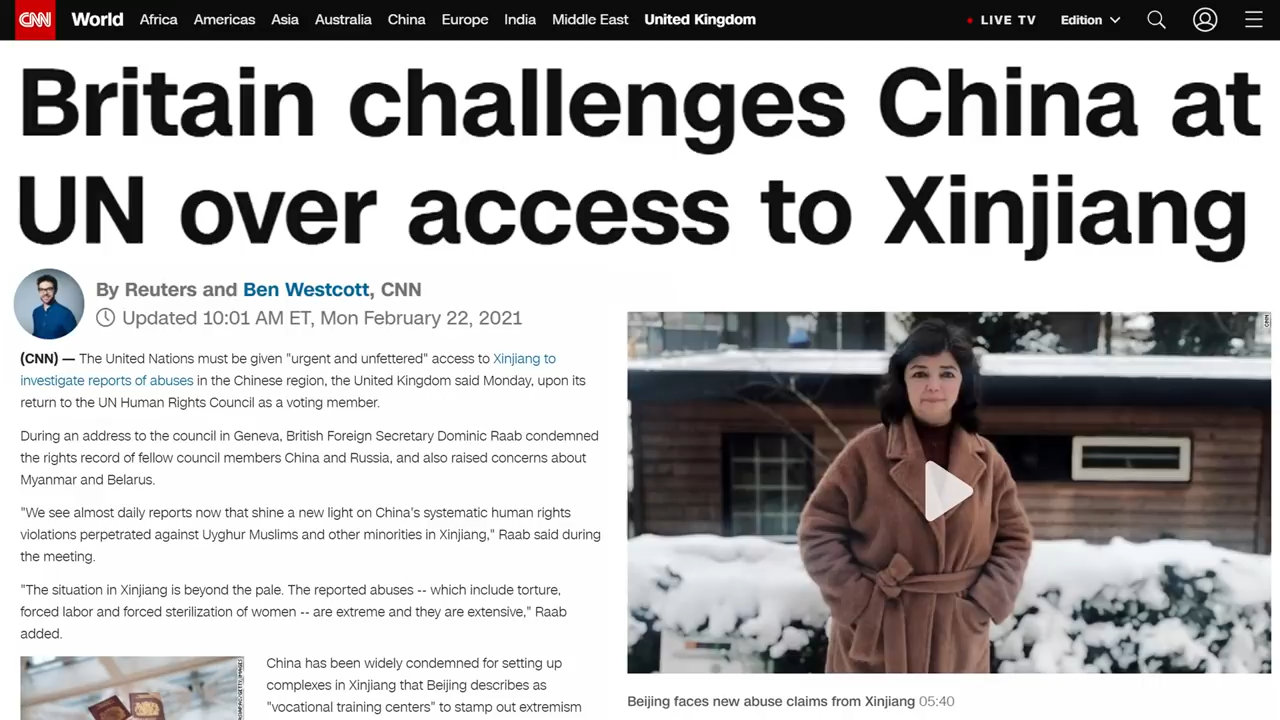 CNN World Africa Americas Asia Australia China Europe India Middle East United Kingdom LIVE TV Edition
Britain challenges China at
UN over access to Xinjiang
By Reuters and Ben Westcott, CNN
Updated 10:01 AM ET, Mon February 22, 2021
(CNN) — The United Nations must be given "urgent and unfettered" access to Xinjiang to
investigate reports of abuses in the Chinese region, the United Kingdom said Monday, upon its
return to the UN Human Rights Council as a voting member.
During an address to the council in Geneva, British Foreign Secretary Dominic Raab condemned
the rights record of fellow council members China and Russia, and also raised concerns about
Myanmar and Belarus.
"We see almost daily reports now that shine a new light on China's systematic human rights
violations perpetrated against Uyghur Muslims and other minorities in Xinjiang," Raab said during
the meeting.
"The situation in Xinjiang is beyond the pale. The reported abuses -- which include torture,
forced labor and forced sterilization of women -- are extreme and they are extensive," Raab
added.
China has been widely condemned for setting up
complexes in Xinjiang that Beijing describes as
"vocational training centers" to stamp out extremism
CNN
Beijing faces new abuse claims from Xinjiang 05:40